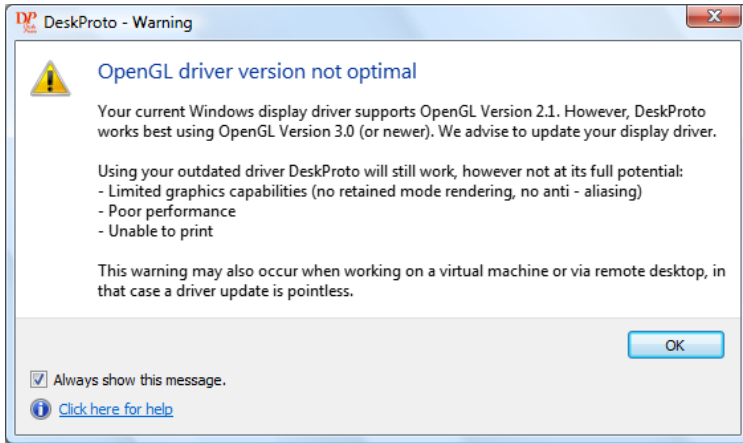 DeskProto - Warning
OpenGL driver version not optimal
Your current Windows display driver supports OpenGL Version 2.1. However, DeskProto
works best using OpenGL Version 3.0 (or newer). We advise to update your display driver.
Using your outdated driver DeskProto will still work, however not at its full potential:
- Limited graphics capabilities (no retained mode rendering, no anti - aliasing)
- Poor performance
- Unable to print
This warning may also occur when working on a virtual machine or via remote desktop, in
that case a driver update is pointless.
OK
Always show this message.
Click here for help